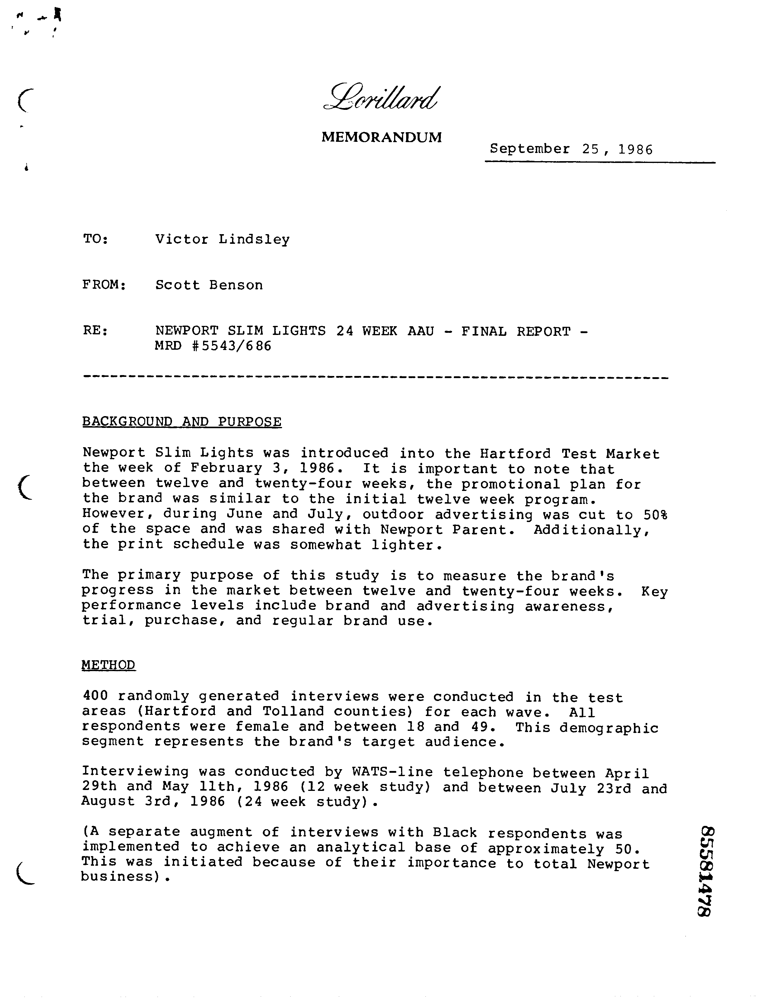 Lorillard
MEMORANDUM
September 25, 1986
TO: Victor Lindsley
FROM: Scott Benson
RE: NEWPORT SLIM LIGHTS 24 WEEK AAU - FINAL REPORT -
MRD #5543/686
-----------------------------------------------------------------
BACKGROUND AND PURPOSE
Newport Slim Lights was introduced into the Hartford Test Market
the week of February 3, 1986. It is important to note that
between twelve and twenty-four weeks, the promotional plan for
the brand was similar to the initial twelve week program.
However, during June and July, outdoor advertising was cut to 50%
of the space and was shared with Newport Parent. Additionally,
the print schedule was somewhat lighter.
The primary purpose of this study is to measure the brand's
progress in the market between twelve and twenty-four weeks. Key
performance levels include brand and advertising awareness,
trial, purchase, and regular brand use.
METHOD
400 randomly generated interviews were conducted in the test
areas (Hartford and Tolland counties) for each wave. All
respondents were female and between 18 and 49. This demographic
segment represents the brand's target audience.
Interviewing was conducted by WATS-line telephone between April
29th and May 11th, 1986 (12 week study) and between July 23rd and
August 3rd, 1986 (24 week study).
(A separate augment of interviews with Black respondents was
implemented to achieve an analytical base of approximately 50.
This was initiated because of their importance to total Newport
business).
85581478